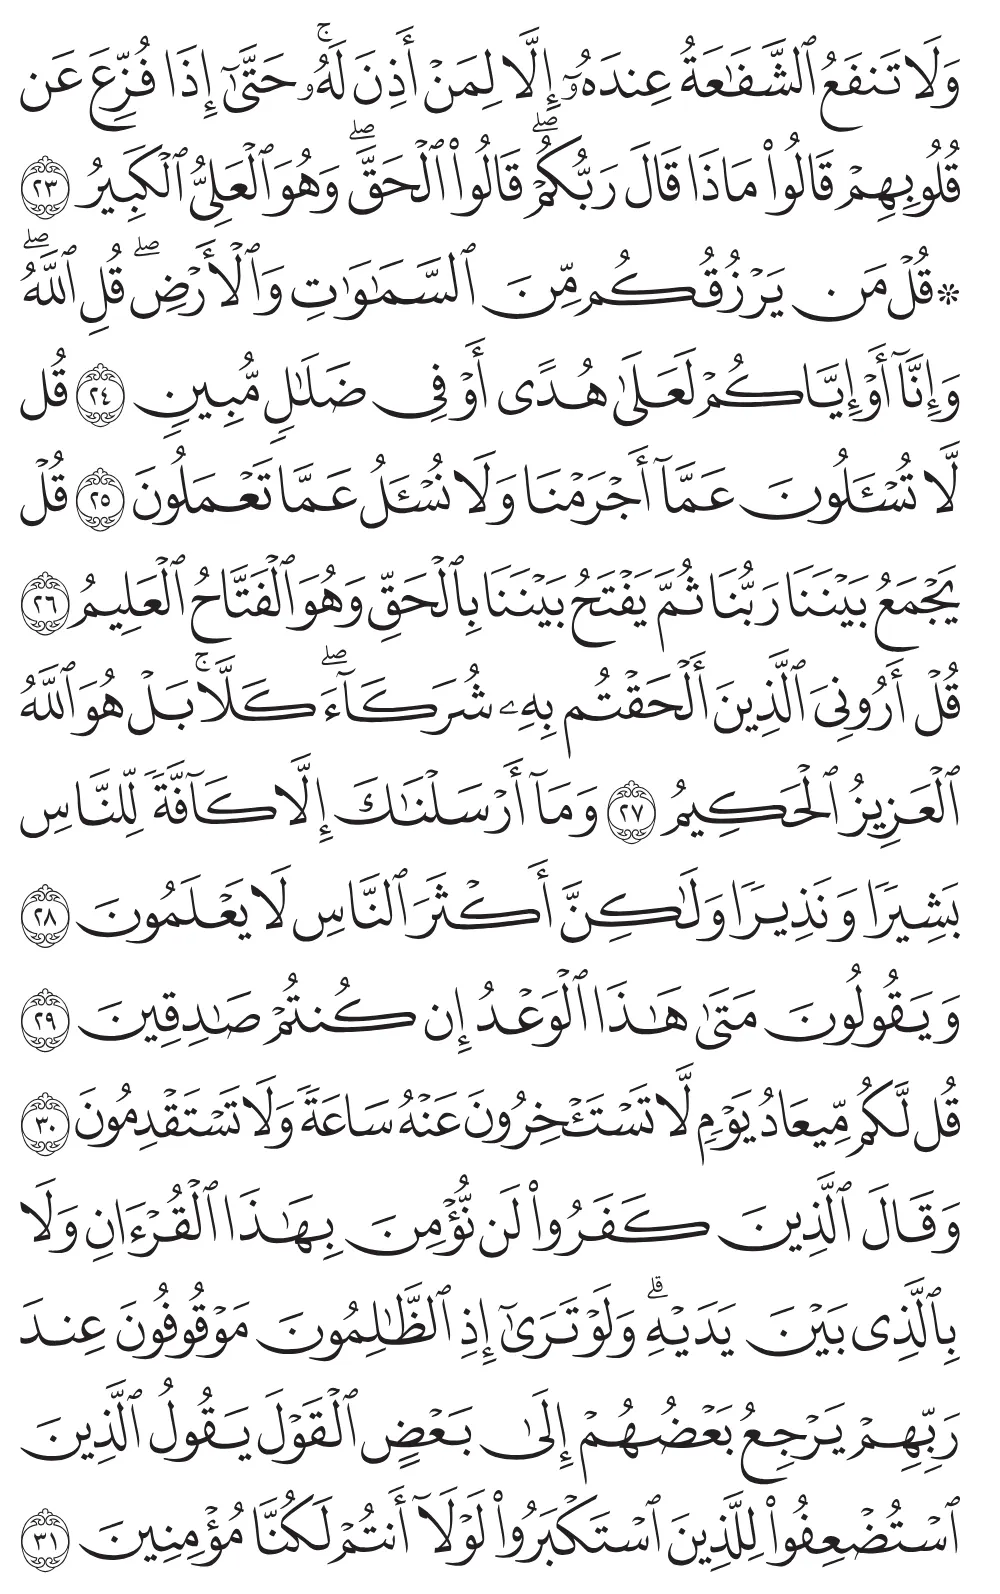 وَلَا تَنفَعُ ٱلشَّفَٰعَةُ عِندَهُۥٓ إِلَّا لِمَنۡ أَذِنَ لَهُۥۚ حَتَّىٰٓ إِذَا فُزِّعَ عَن
قُلُوبِهِمۡ قَالُواْ مَاذَا قَالَ رَبُّكُمۡۖ قَالُواْ ٱلۡحَقَّۖ وَهُوَ ٱلۡعَلِيُّ ٱلۡكَبِيرُ ٢٣
۞ قُلۡ مَن يَرۡزُقُكُم مِّنَ ٱلسَّمَٰوَٰتِ وَٱلۡأَرۡضِۖ قُلِ ٱللَّهُۖ
وَإِنَّآ أَوۡ إِيَّاكُمۡ لَعَلَىٰ هُدًى أَوۡ فِي ضَلَٰلٖ مُّبِينٖ ٢٤ قُل
لَّا تُسۡـَٔلُونَ عَمَّآ أَجۡرَمۡنَا وَلَا نُسۡـَٔلُ عَمَّا تَعۡمَلُونَ ٢٥ قُلۡ
يَجۡمَعُ بَيۡنَنَا رَبُّنَا ثُمَّ يَفۡتَحُ بَيۡنَنَا بِٱلۡحَقِّ وَهُوَ ٱلۡفَتَّاحُ ٱلۡعَلِيمُ ٢٦
قُلۡ أَرُونِيَ ٱلَّذِينَ أَلۡحَقۡتُم بِهِۦ شُرَكَآءَۖ كَلَّاۚ بَلۡ هُوَ ٱللَّهُ
ٱلۡعَزِيزُ ٱلۡحَكِيمُ ٢٧ وَمَآ أَرۡسَلۡنَٰكَ إِلَّا كَآفَّةٗ لِّلنَّاسِ
بَشِيرٗا وَنَذِيرٗا وَلَٰكِنَّ أَكۡثَرَ ٱلنَّاسِ لَا يَعۡلَمُونَ ٢٨
وَيَقُولُونَ مَتَىٰ هَٰذَا ٱلۡوَعۡدُ إِن كُنتُمۡ صَٰدِقِينَ ٢٩
قُل لَّكُم مِّيعَادُ يَوۡمٖ لَّا تَسۡتَـٔۡخِرُونَ عَنۡهُ سَاعَةٗ وَلَا تَسۡتَقۡدِمُونَ ٣٠
وَقَالَ ٱلَّذِينَ كَفَرُواْ لَن نُّؤۡمِنَ بِهَٰذَا ٱلۡقُرۡءَانِ وَلَا
بِٱلَّذِي بَيۡنَ يَدَيۡهِۗ وَلَوۡ تَرَىٰٓ إِذِ ٱلظَّٰلِمُونَ مَوۡقُوفُونَ عِندَ
رَبِّهِمۡ يَرۡجِعُ بَعۡضُهُمۡ إِلَىٰ بَعۡضٍ ٱلۡقَوۡلَ يَقُولُ ٱلَّذِينَ
ٱسۡتُضۡعِفُواْ لِلَّذِينَ ٱسۡتَكۡبَرُواْ لَوۡلَآ أَنتُمۡ لَكُنَّا مُؤۡمِنِينَ ٣١